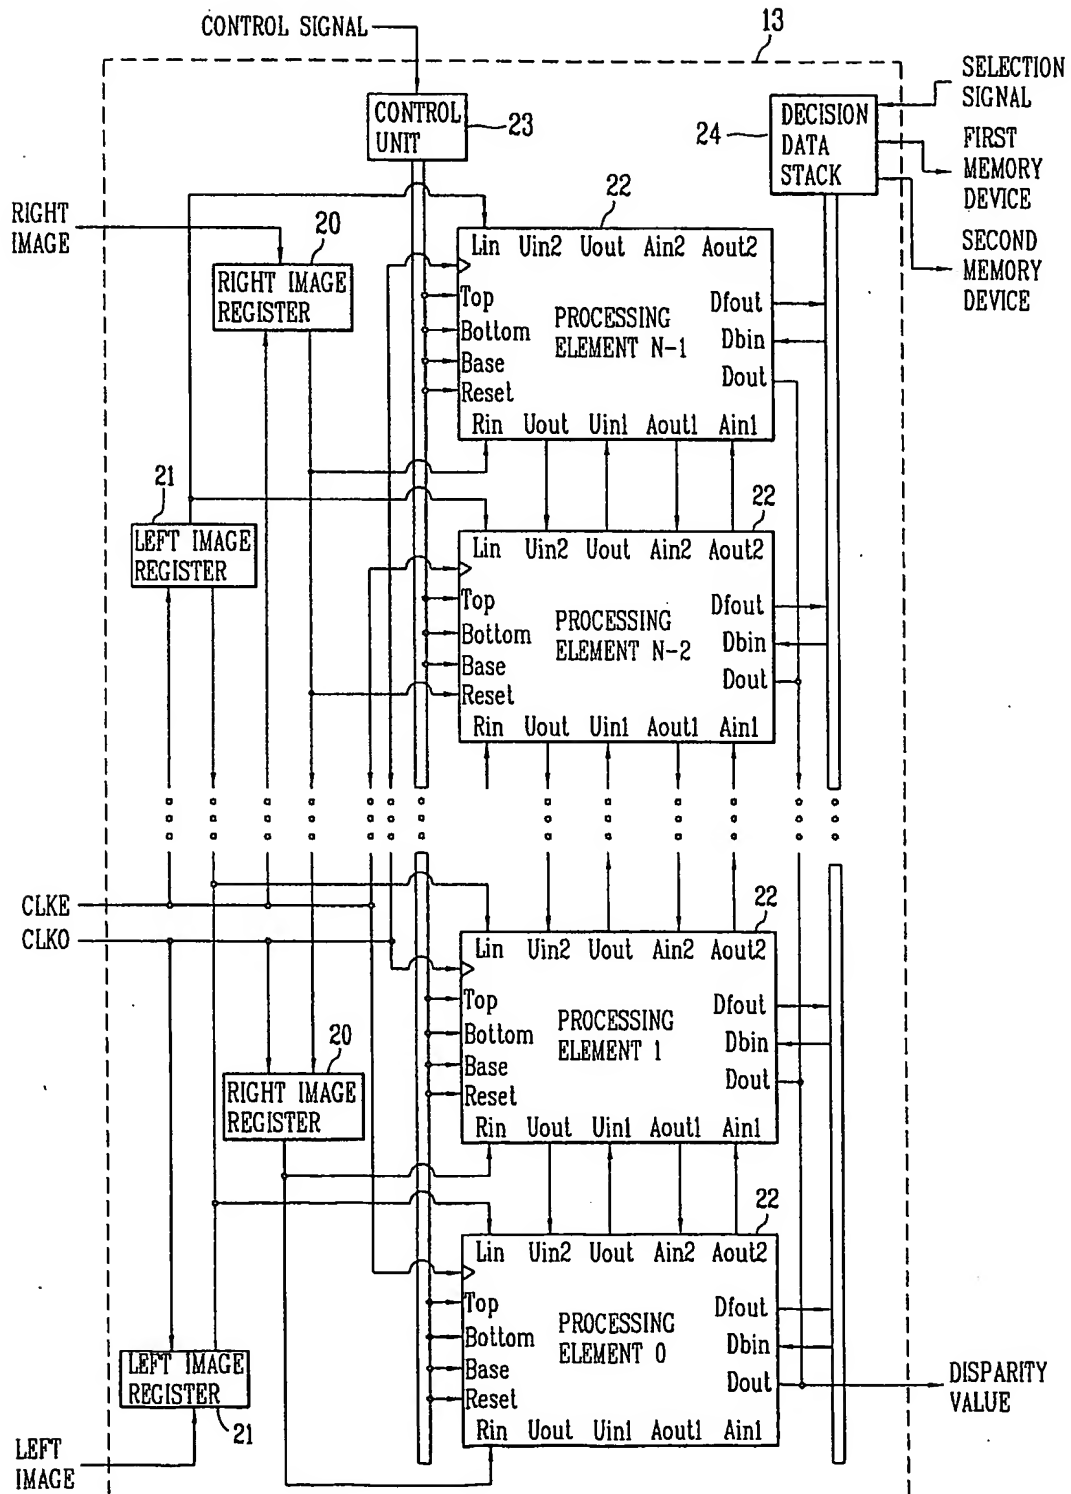 CONTROL SIGNAL
13
SELECTION
SIGNAL
CONTROL
UNIT
23
24
DECISION
DATA
STACK
FIRST
MEMORY
DEVICE
RIGHT
IMAGE
20
22
SECOND
MEMORY
DEVICE
RIGHT IMAGE
REGISTER
Lin Uin2 Uout Ain2 Aout2
Top
Bottom
Base
Reset
PROCESSING
ELEMENT N-1
Dfout
Dbin
Dout
Rin Uout Uin1 Aout1 Ain1
21
LEFT IMAGE
REGISTER
22
Lin Uin2 Uout Ain2 Aout2
Top
Bottom
Base
Reset
PROCESSING
ELEMENT N-2
Dfout
Dbin
Dout
Rin Uout Uin1 Aout1 Ain1
CLKE
CLKO
22
Lin Uin2 Uout Ain2 Aout2
Top
Bottom
Base
Reset
PROCESSING
ELEMENT 1
Dfout
Dbin
Dout
Rin Uout Uin1 Aout1 Ain1
20
RIGHT IMAGE
REGISTER
22
Lin Uin2 Uout Ain2 Aout2
Top
Bottom
Base
Reset
PROCESSING
ELEMENT 0
Dfout
Dbin
Dout
Rin Uout Uin1 Aout1 Ain1
LEFT IMAGE
REGISTER
21
DISPARITY
VALUE
LEFT
IMAGE